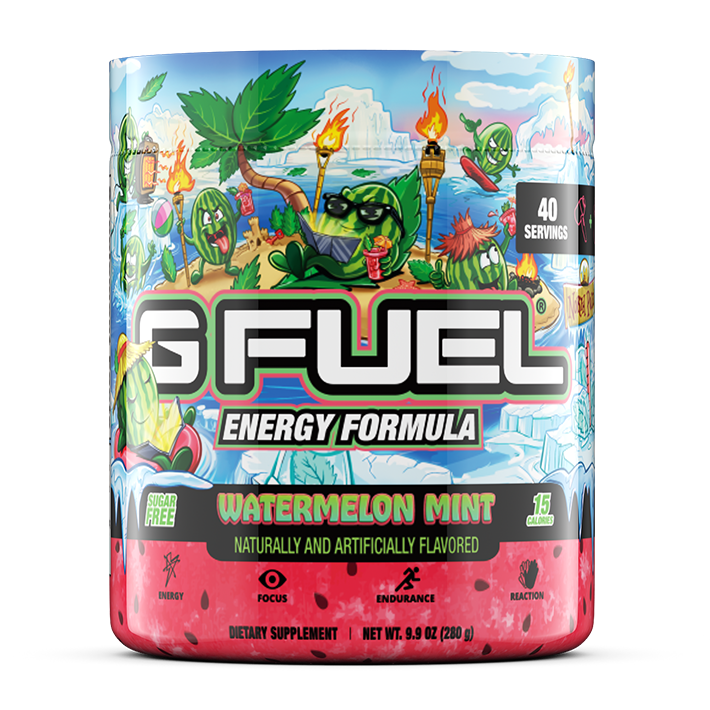 40
SERVINGS
G FUEL®
ENERGY FORMULA
SUGAR
FREE
WATERMELON MINT
15
CALORIES
NATURALLY AND ARTIFICIALLY FLAVORED
ENERGY
FOCUS
ENDURANCE
REACTION
DIETARY SUPPLEMENT | NET WT. 9.9 OZ (280 g)